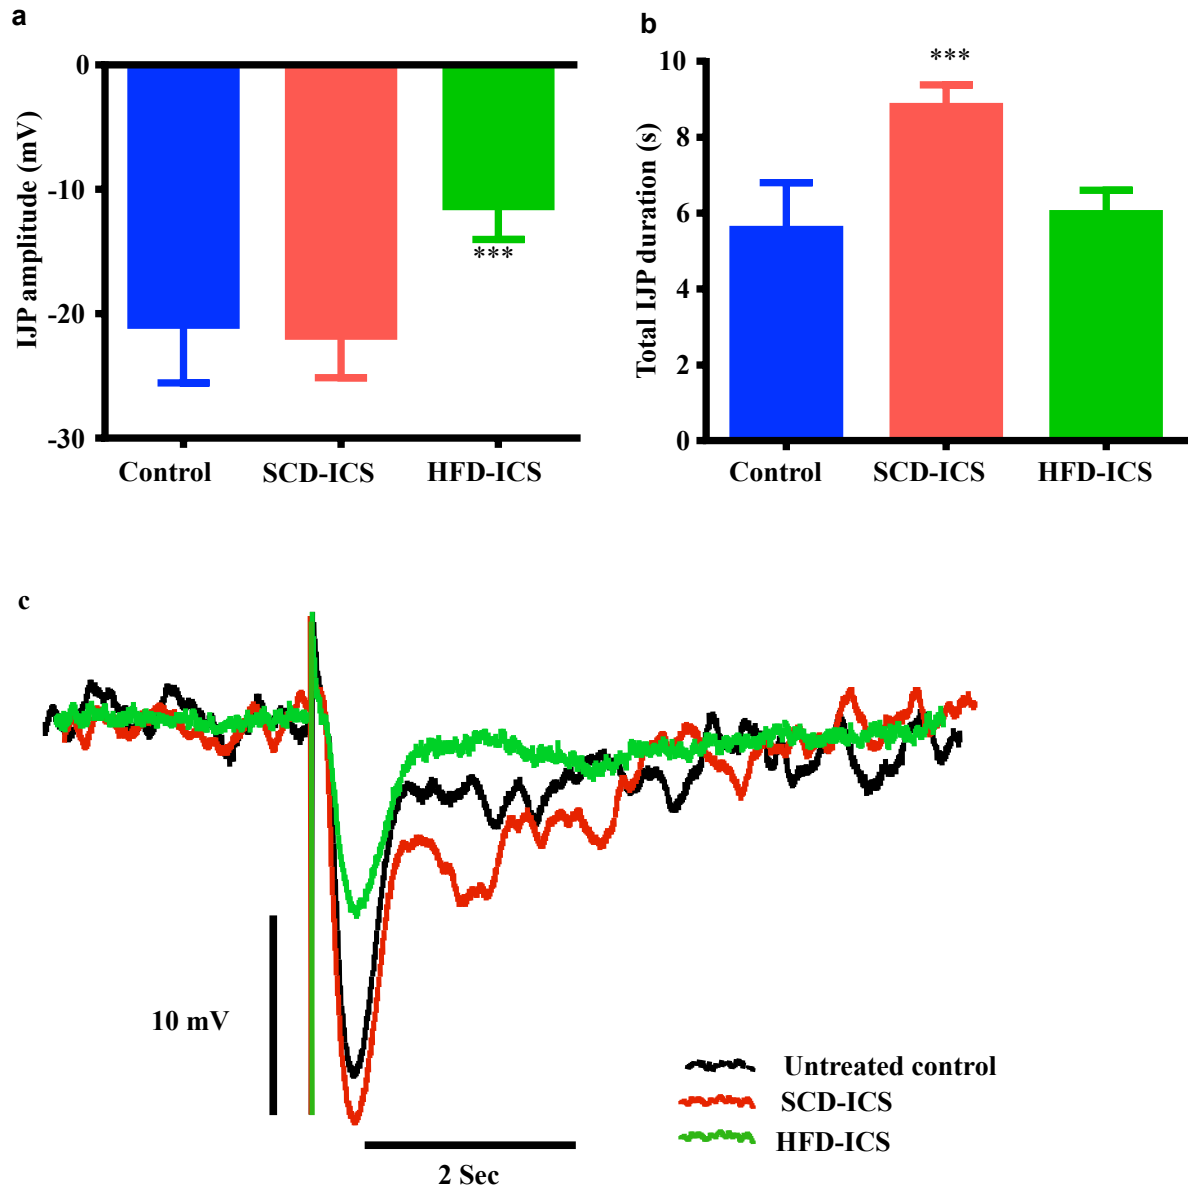 a
IJP amplitude (mV)
0
-10
-20
-30
***
Control SCD-ICS HFD-ICS
b
Total IJP duration (s)
10
8
6
4
2
0
***
Control SCD-ICS HFD-ICS
c
10 mV
2 Sec
Untreated control
SCD-ICS
HFD-ICS